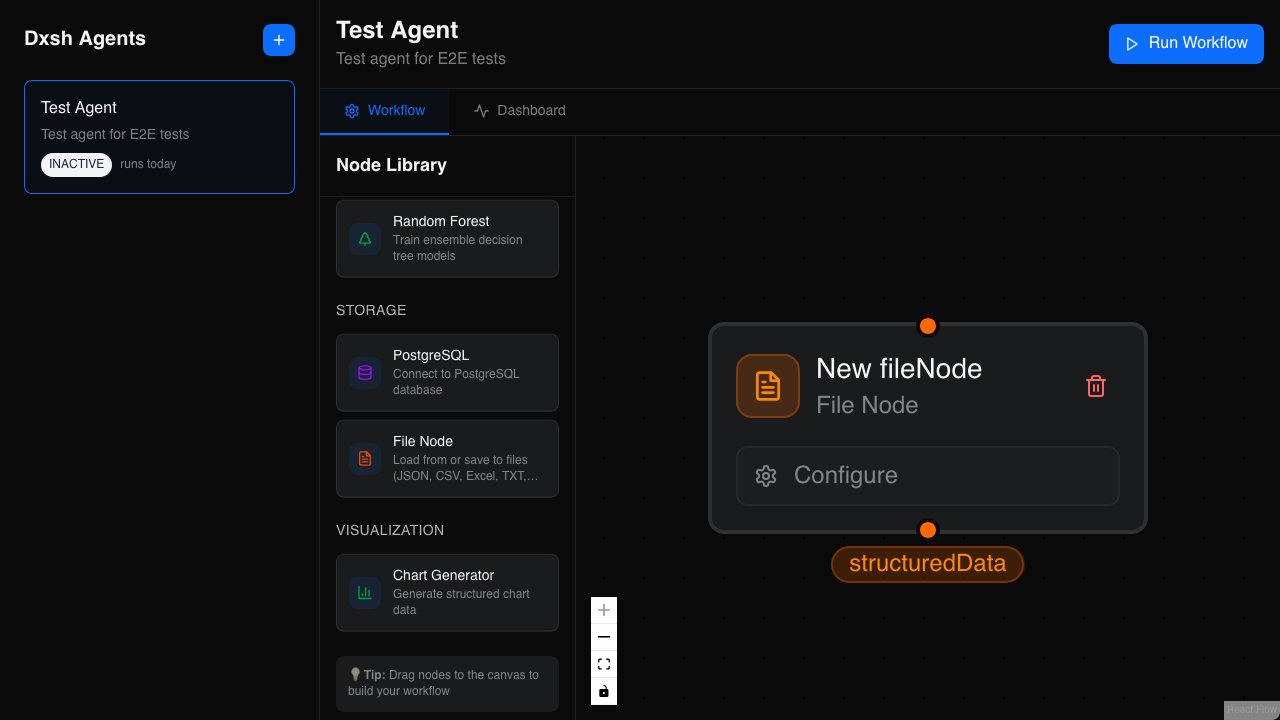 Dxsh Agents
Test Agent
Test agent for E2E tests
INACTIVE runs today
Test Agent
Test agent for E2E tests
Run Workflow
Workflow
Dashboard
Node Library
Random Forest
Train ensemble decision
tree models
STORAGE
PostgreSQL
Connect to PostgreSQL
database
File Node
Load from or save to files
(JSON, CSV, Excel, TXT,...
VISUALIZATION
Chart Generator
Generate structured chart
data
Tip: Drag nodes to the canvas to
build your workflow
New fileNode
File Node
Configure
structuredData
React Flow